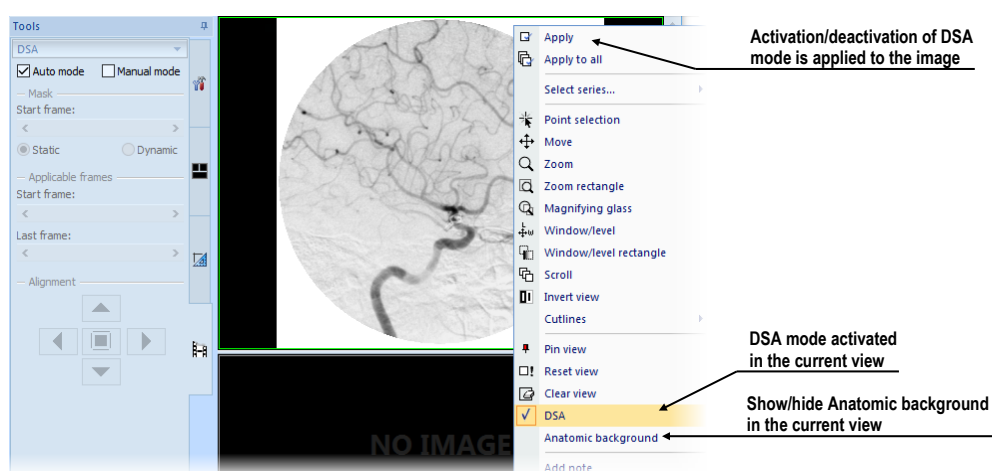 Tools
DSA
Auto mode
Manual mode
Mask
Start frame:
Static
Dynamic
Applicable frames
Start frame:
Last frame:
Alignment
NO IMAGE
Apply
Apply to all
Select series...
Point selection
Move
Zoom
Zoom rectangle
Magnifying glass
Window/level
Window/level rectangle
Scroll
Invert view
Cutlines
Pin view
Reset view
Clear view
DSA
Anatomic background
Add note
Activation/deactivation of DSA
mode is applied to the image
DSA mode activated
in the current view
Show/hide Anatomic background
in the current view